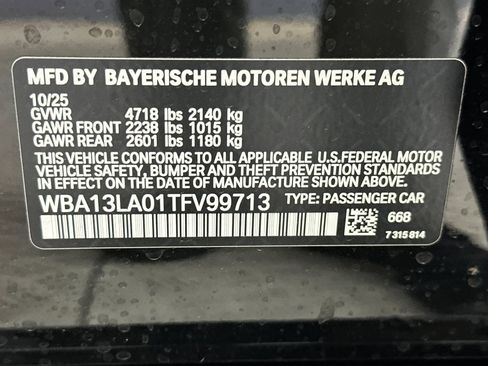 MFD BY BAYERISCHE MOTOREN WERKE AG
10/25
GVWR 4718 lbs 2140 kg
GAWR FRONT 2238 lbs 1015 kg
GAWR REAR 2601 lbs 1180 kg
THIS VEHICLE CONFORMS TO ALL APPLICABLE U.S.FEDERAL MOTOR
VEHICLE SAFETY, BUMPER AND THEFT PREVENTION STANDARDS
IN EFFECT ON THE DATE OF MANUFACTURE SHOWN ABOVE.
WBA13LA01TFV99713 TYPE: PASSENGER CAR
668
7315814